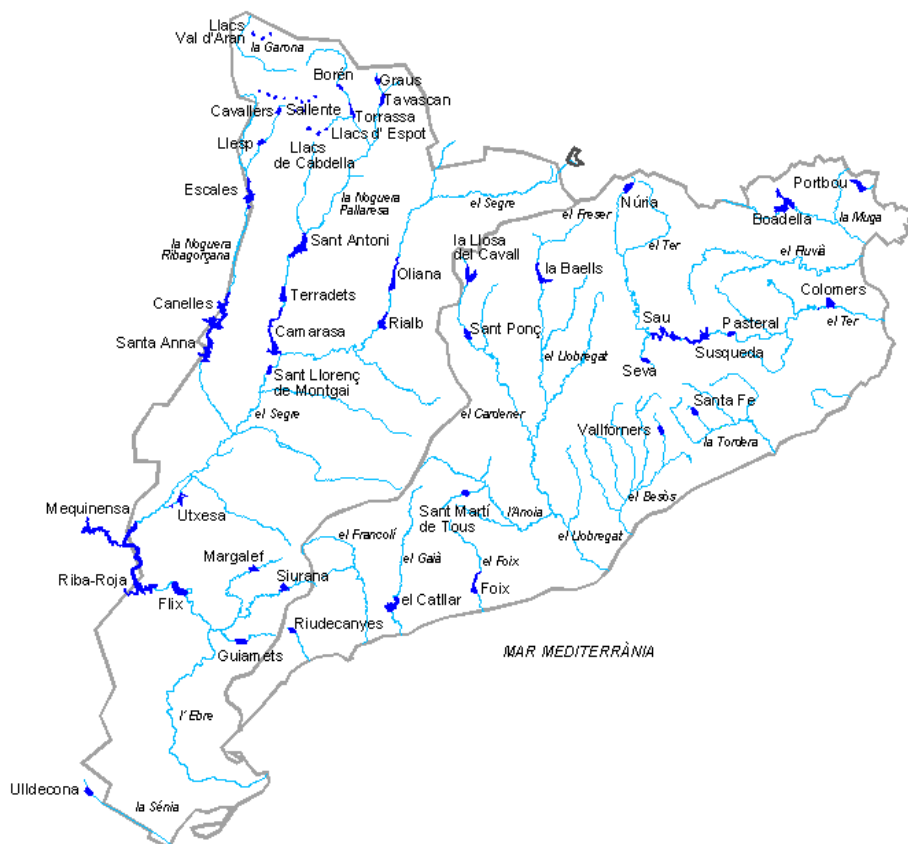 Llacs
Val d'Aran
la Garona
Borén
Graus
Tavascan
Cavallers
Sallente
Torrassa
Llacs d' Espot
Llesp
Llacs
de Cabdella
Escales
la Noguera
Pallaresa
el Segre
el Freser
Núria
Portbou
Boadella
la Muga
la Noguera
Ribagorçana
Sant Antoni
la Llosa
del Cavall
el Ter
el Fluvià
Oliana
la Baells
Canelles
Terradets
Colomers
Santa Anna
Camarasa
Rialb
Sant Ponç
Sau
Pasteral
el Ter
Susqueda
Seva
Sant Llorenç
de Montgai
el Llobregat
el Segre
el Cardener
Santa Fe
Vallforners
la Tordera
Mequinensa
Utxesa
Sant Martí
de Tous
l'Anoia
el Besòs
el Francolí
el Llobregat
Margalef
el Gaià
el Foix
Riba-Roja
Siurana
Flix
el Catllar
Foix
Riudecanyes
Guiamets
MAR MEDITERRÀNIA
l' Ebre
Ulldecona
la Sénia